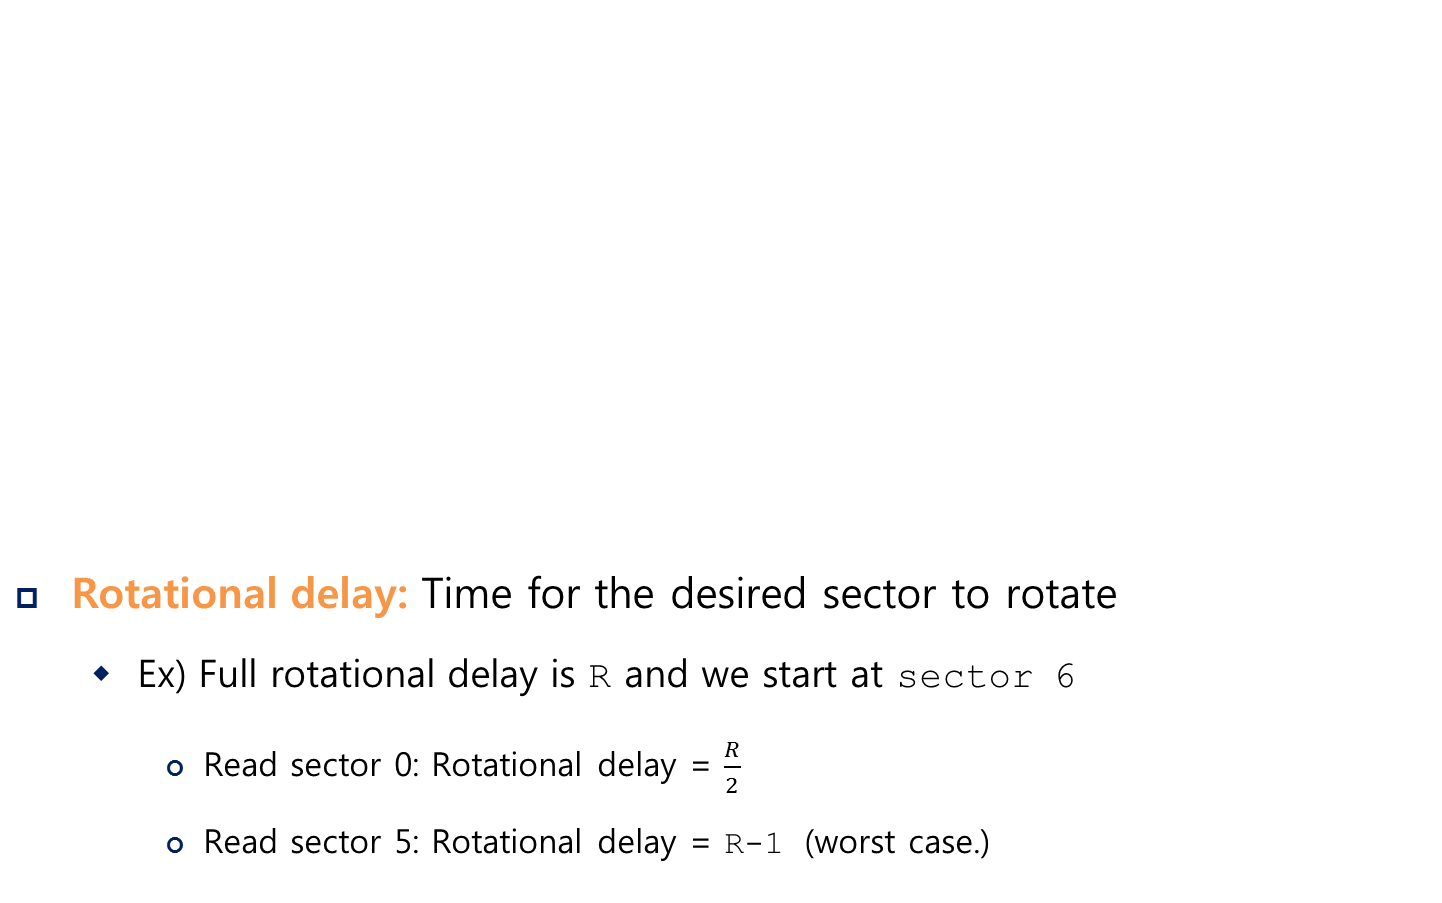 Rotational delay: Time for the desired sector to rotate
Ex) Full rotational delay is R and we start at sector 6
Read sector 0: Rotational delay = R/2
Read sector 5: Rotational delay = R-1 (worst case.)